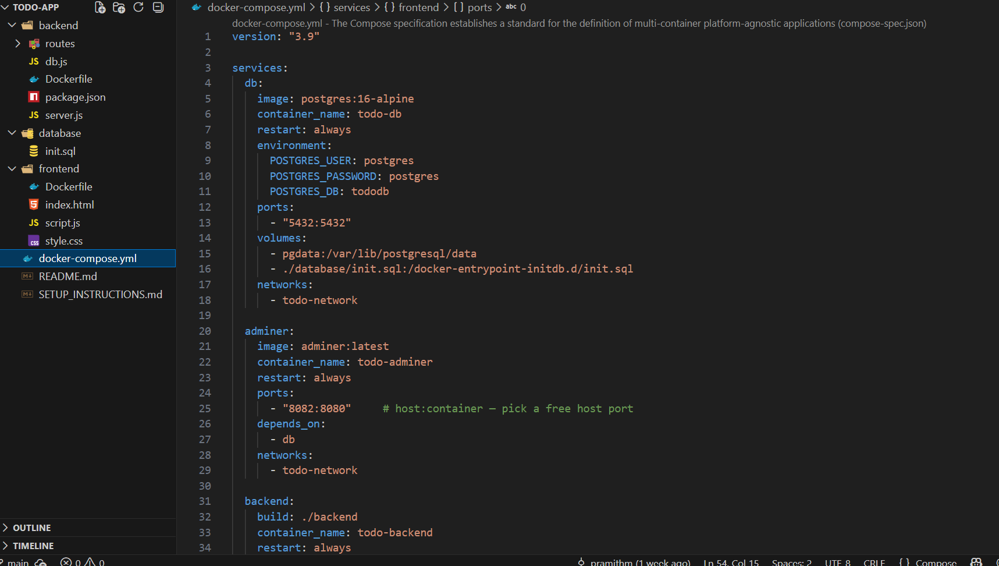 TODO-APP
backend
routes
JS db.js
Dockerfile
package.json
JS server.js
database
init.sql
frontend
Dockerfile
5 index.html
JS script.js
CSS style.css
docker-compose.yml
M↓ README.md
M↓ SETUP_INSTRUCTIONS.md
OUTLINE
TIMELINE
docker-compose.yml > { } services > { } frontend > [ ] ports > abc 0
docker-compose.yml - The Compose specification establishes a standard for the definition of multi-container platform-agnostic applications (compose-spec.json)
1 version: "3.9"
2
3 services:
4 db:
5 image: postgres:16-alpine
6 container_name: todo-db
7 restart: always
8 environment:
9 POSTGRES_USER: postgres
10 POSTGRES_PASSWORD: postgres
11 POSTGRES_DB: tododb
12 ports:
13 - "5432:5432"
14 volumes:
15 - pgdata:/var/lib/postgresql/data
16 - ./database/init.sql:/docker-entrypoint-initdb.d/init.sql
17 networks:
18 - todo-network
19
20 adminer:
21 image: adminer:latest
22 container_name: todo-adminer
23 restart: always
24 ports:
25 - "8082:8080" # host:container – pick a free host port
26 depends_on:
27 - db
28 networks:
29 - todo-network
30
31 backend:
32 build: ./backend
33 container_name: todo-backend
34 restart: always
main 0 0 pramithm (1 week ago) Ln 54, Col 15 Spaces: 2 UTF-8 CRLF { } Compose